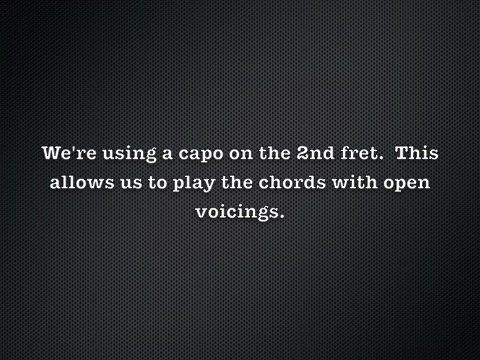 We're using a capo on the 2nd fret.  This
allows us to play the chords with open
voicings.